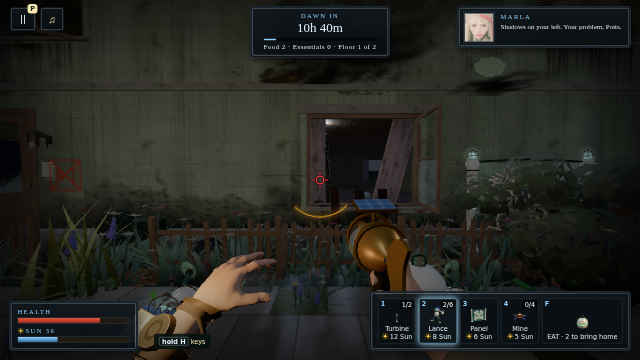 P
DAWN IN
10h 40m
Food 2 · Essentials 0 · Floor 1 of 2
MARLA
Shadows on your left. Your problem, Potts.
HEALTH
SUN 56
hold H keys
1 1/2
Turbine
12 Sun
2 2/6
Lance
8 Sun
3
Panel
6 Sun
4 0/4
Mine
5 Sun
F
EAT · 2 to bring home